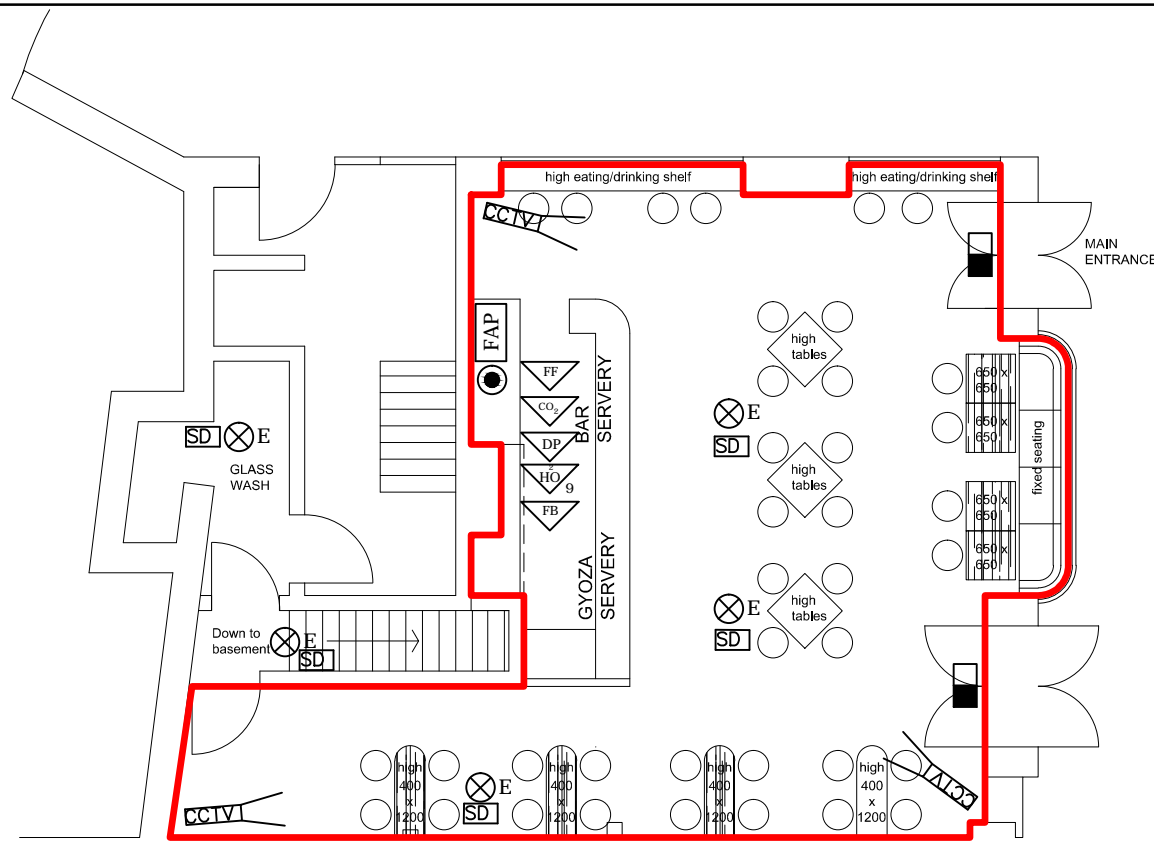 high eating/drinking shelf
high eating/drinking shelf
CCTV
MAIN
ENTRANCE
FAP
high
tables
FF
CO2
DP
2
HO
9
FB
BAR
SERVERY
GYOZA
SERVERY
650 x
650
650 x
650
fixed seating
650 x
650
650 x
650
E
SD
SD
E
GLASS
WASH
high
tables
high
tables
E
SD
Down to
basement
E
SD
CCTV
high
400
x
1200
E
SD
high
400
x
1200
high
400
x
1200
high
400
x
1200
CCTV